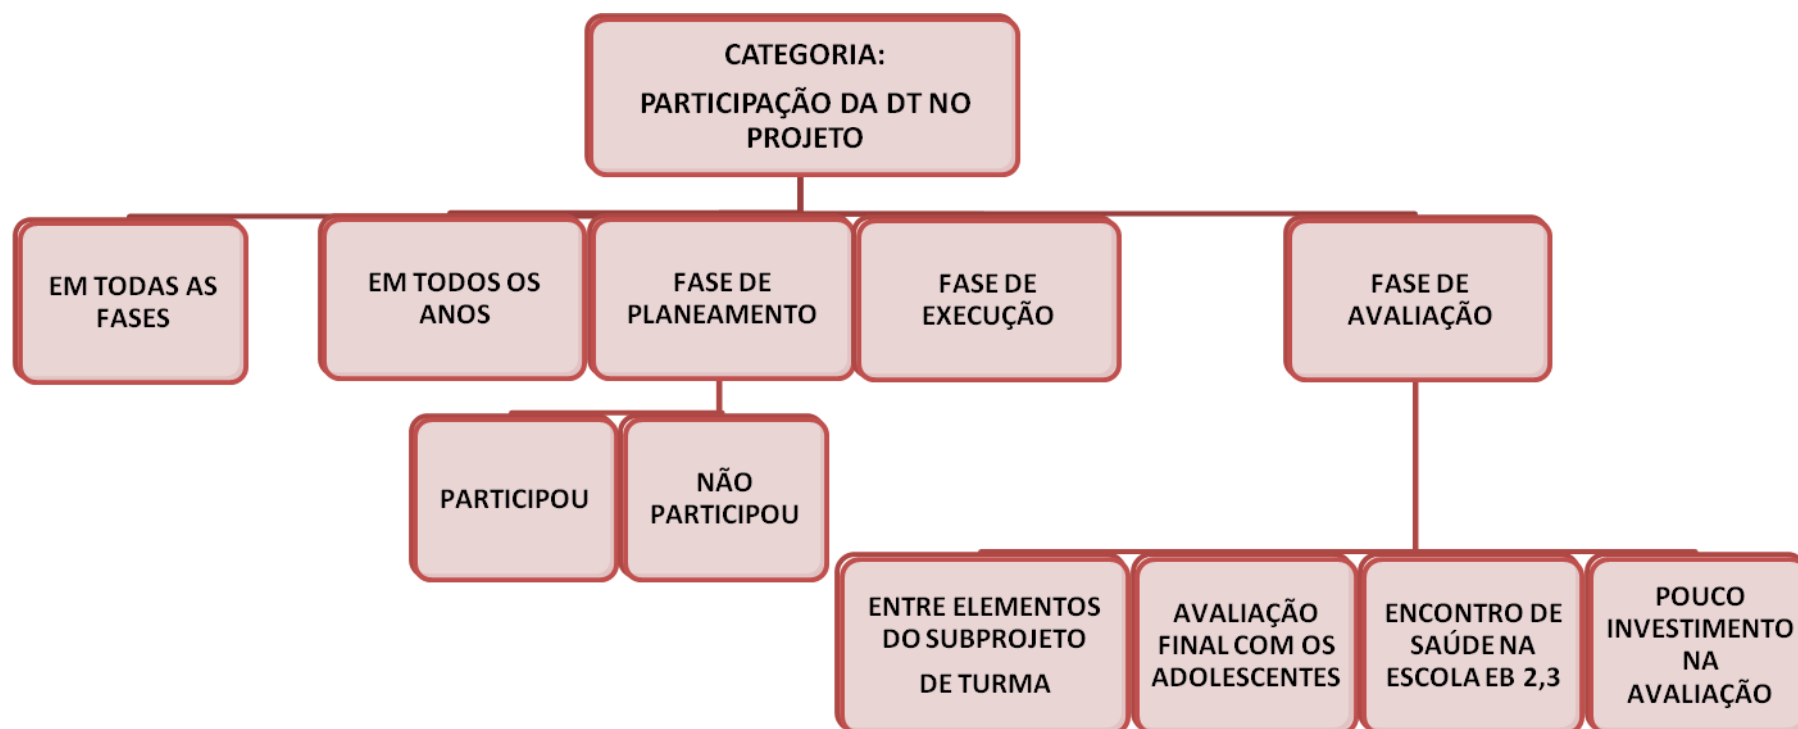 CATEGORIA:
PARTICIPAÇÃO DA DT NO
PROJETO
EM TODAS AS
FASES
EM TODOS OS
ANOS
FASE DE
PLANEAMENTO
FASE DE
EXECUÇÃO
FASE DE
AVALIAÇÃO
PARTICIPOU
NÃO
PARTICIPOU
ENTRE ELEMENTOS
DO SUBPROJETO
DE TURMA
AVALIAÇÃO
FINAL COM OS
ADOLESCENTES
ENCONTRO DE
SAÚDE NA
ESCOLA EB 2,3
POUCO
INVESTIMENTO
NA
AVALIAÇÃO